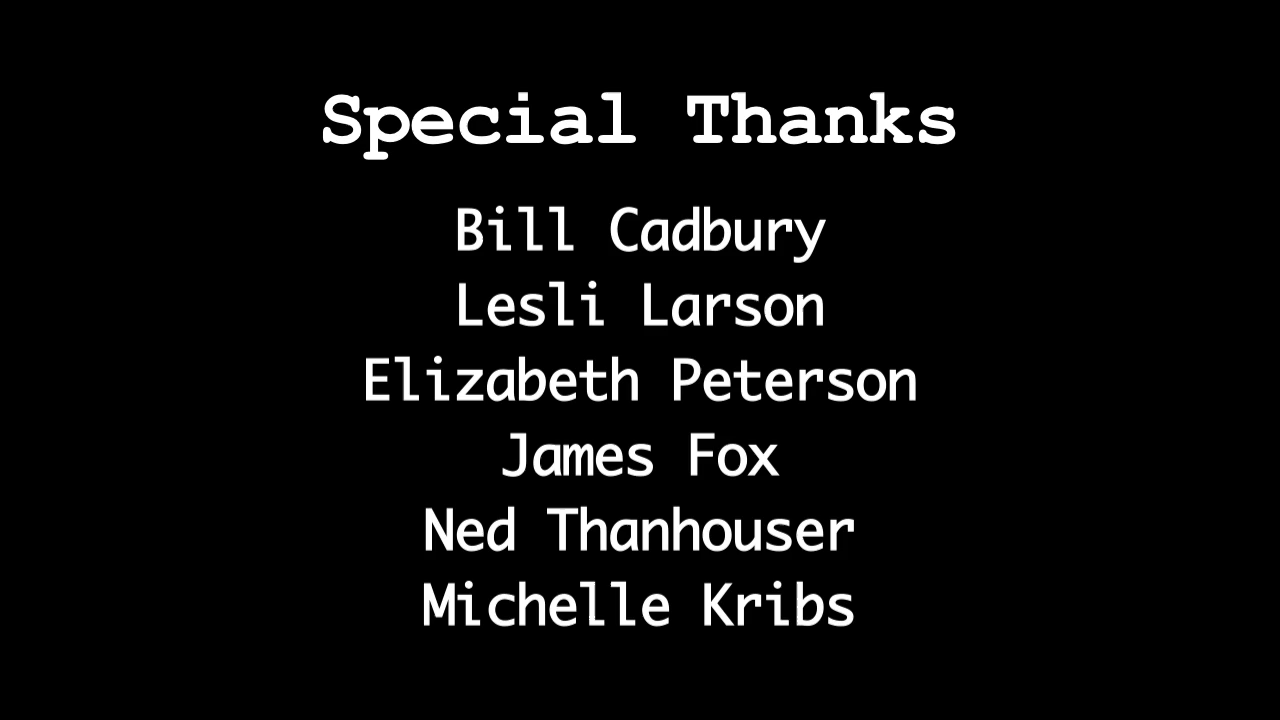 Special Thanks
Bill Cadbury
Lesli Larson
Elizabeth Peterson
James Fox
Ned Thanhouser
Michelle Kribs